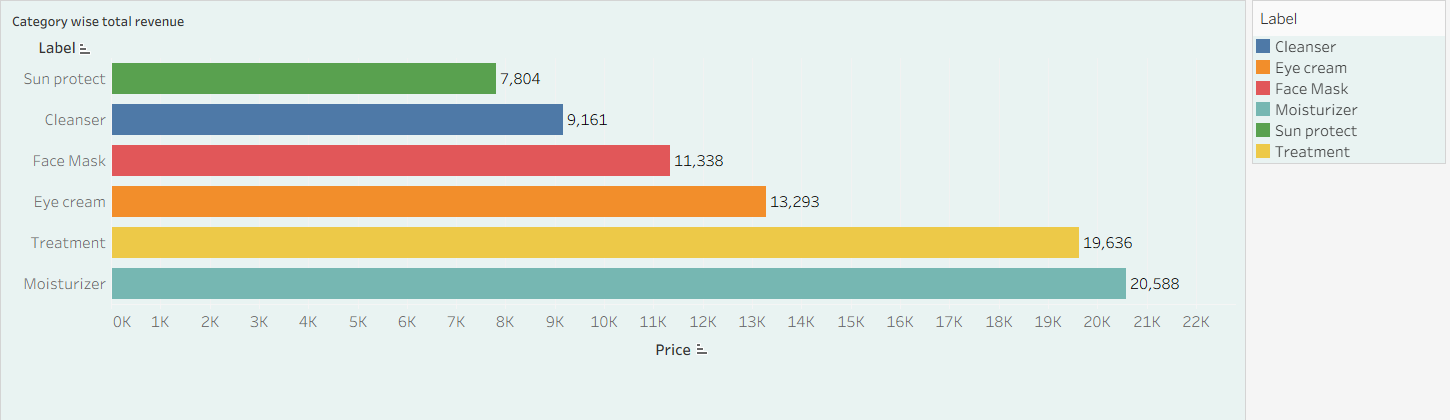 Category wise total revenue
Label
Sun protect 7,804
Cleanser 9,161
Face Mask 11,338
Eye cream 13,293
Treatment 19,636
Moisturizer 20,588
0K 1K 2K 3K 4K 5K 6K 7K 8K 9K 10K 11K 12K 13K 14K 15K 16K 17K 18K 19K 20K 21K 22K
Price
Label
Cleanser
Eye cream
Face Mask
Moisturizer
Sun protect
Treatment